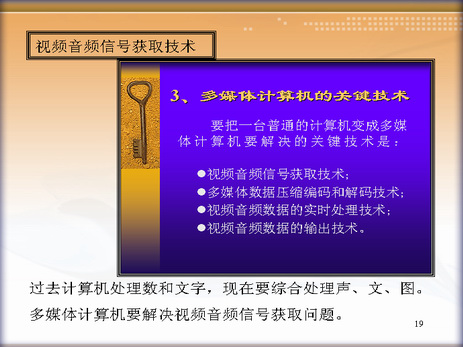 视频音频信号获取技术
3、多媒体计算机的关键技术
要把一台普通的计算机变成多媒
体计算机要解决的关键技术是：
●视频音频信号获取技术；
●多媒体数据压缩编码和解码技术；
●视频音频数据的实时处理技术；
●视频音频数据的输出技术。
过去计算机处理数和文字，现在要综合处理声、文、图。
多媒体计算机要解决视频音频信号获取问题。
19